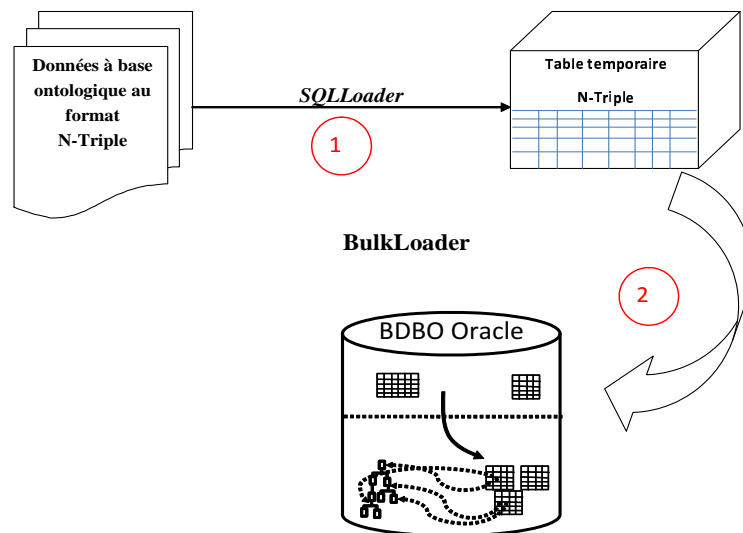 Données à base
ontologique au
format
N-Triple
SQLLoader
1
Table temporaire
N-Triple
BulkLoader
2
BDBO Oracle